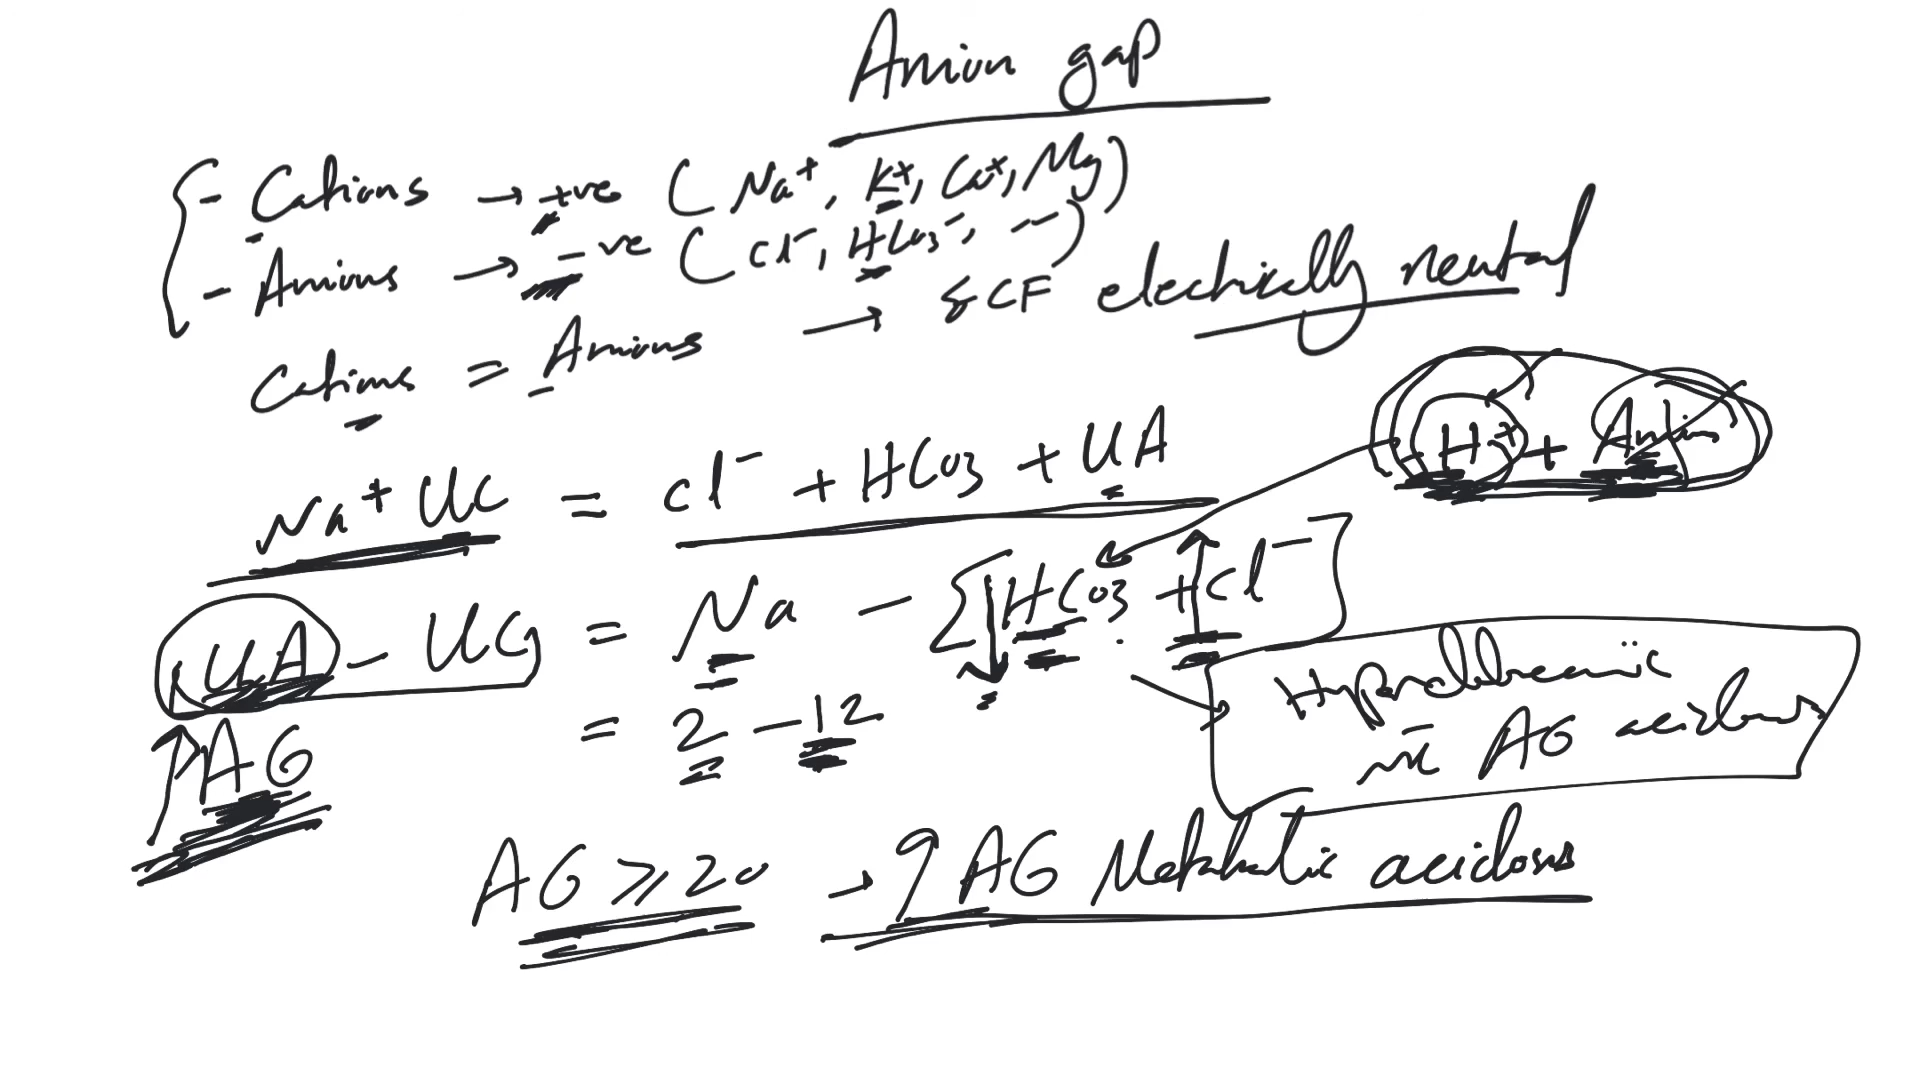 Anion gap
- Cations → +ve (Na+, K+, Ca+, Mg)
- Anions → -ve (Cl-, HCO3-, --)
Cations = Anions → ECF electrically neutral
H+ + Anion
Na + UC = Cl- + HCO3 + UA
UA - UC = Na - [↓HCO3 + ↑Cl-]
↑AG = 2 - 12
→ Hyperchloremic
AG acidosis
AG ≥ 20 → ↑ AG Metabolic acidosis